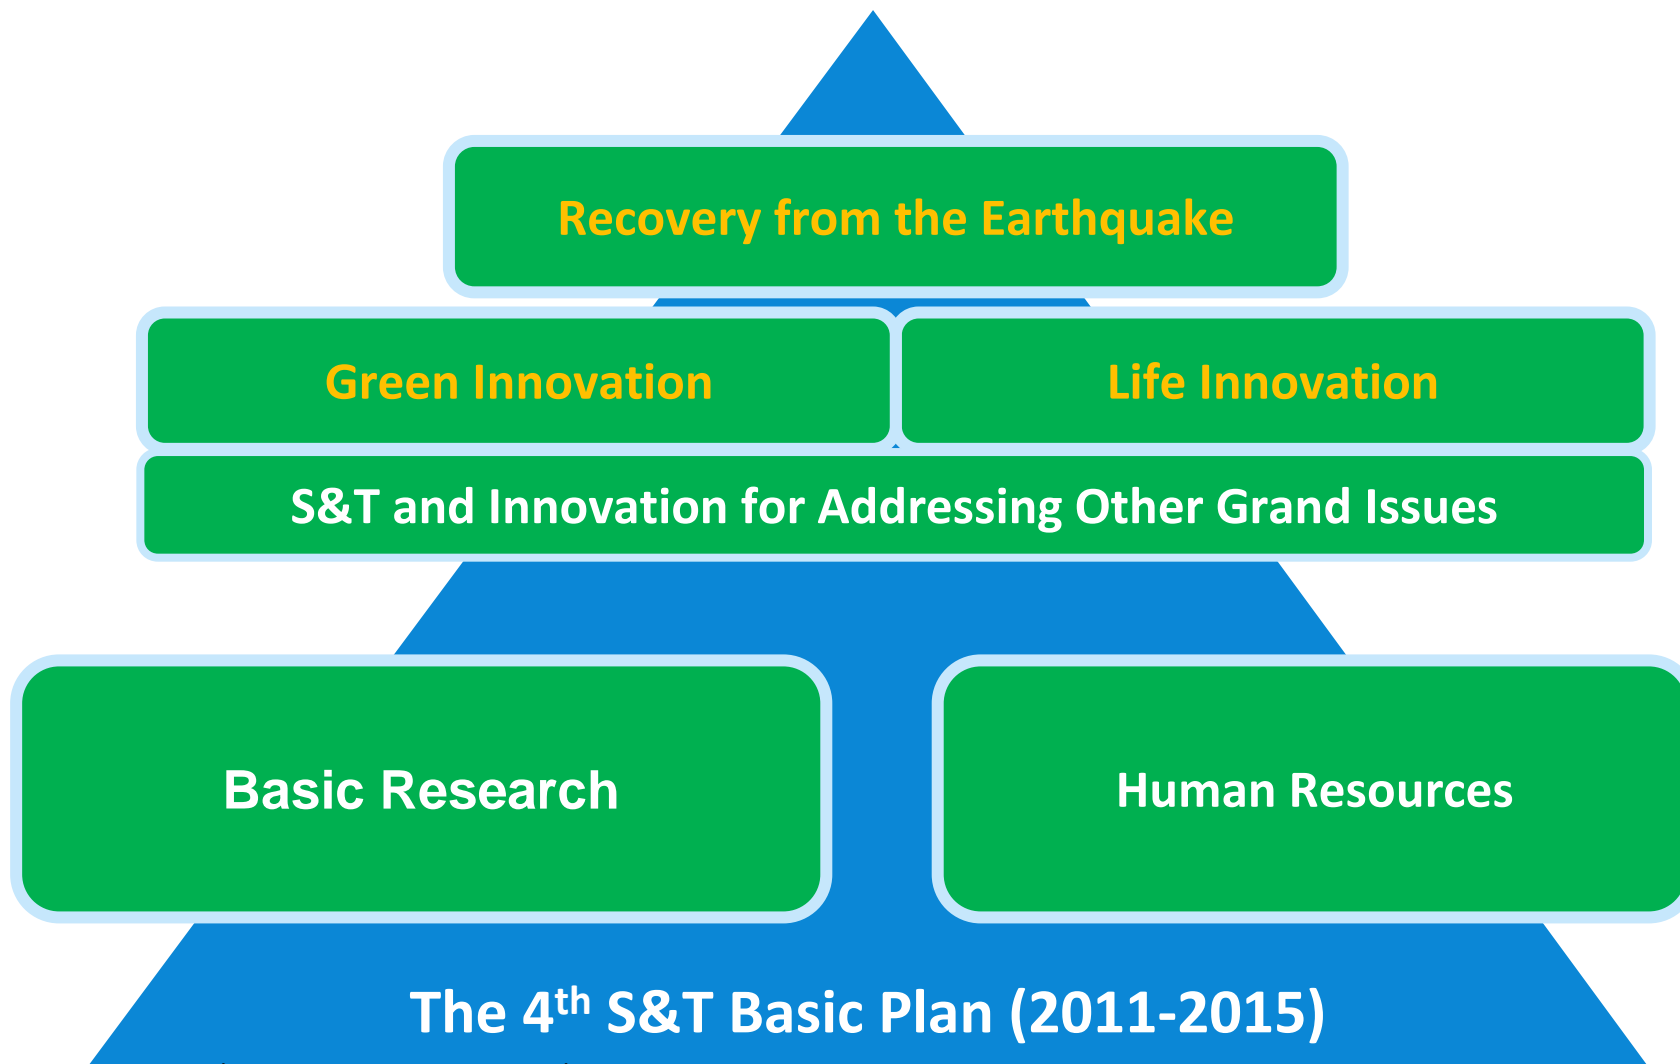 Recovery from the Earthquake
Green Innovation
Life Innovation
S&T and Innovation for Addressing Other Grand Issues
Basic Research
Human Resources
The 4th S&T Basic Plan (2011-2015)